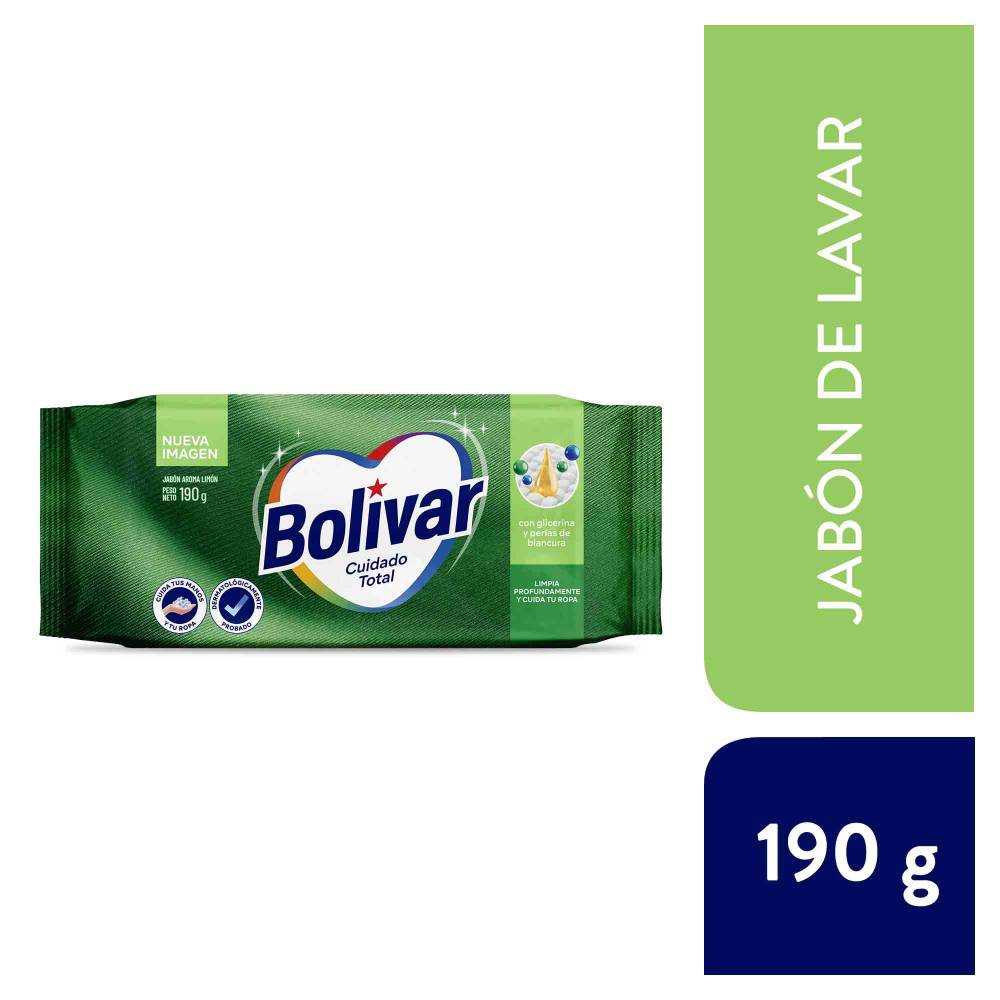 NUEVA
IMAGEN
JABÓN AROMA LIMÓN
PESO
NETO 190 g
Bolivar
Cuidado
Total
con glicerina
y perlas de
blancura
LIMPIA
PROFUNDAMENTE
Y CUIDA TU ROPA
CUIDA TUS MANOS
Y TU ROPA
DERMATOLÓGICAMENTE
PROBADO
JABÓN DE LAVAR
190 g